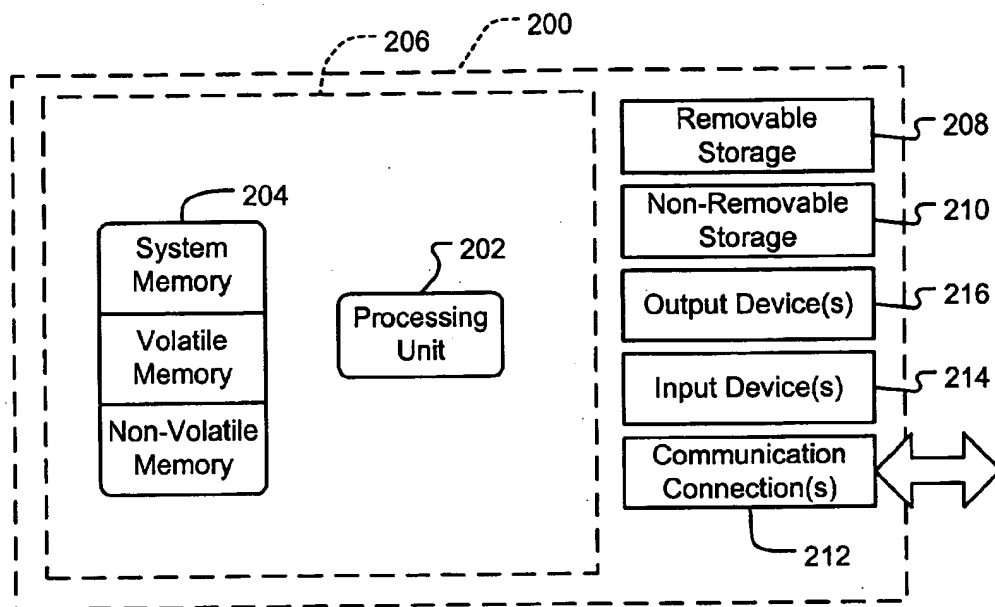 200
206
Removable
Storage
208
Non-Removable
Storage
210
204
System
Memory
Volatile
Memory
Non-Volatile
Memory
202
Processing
Unit
Output Device(s)
216
Input Device(s)
214
Communication
Connection(s)
212